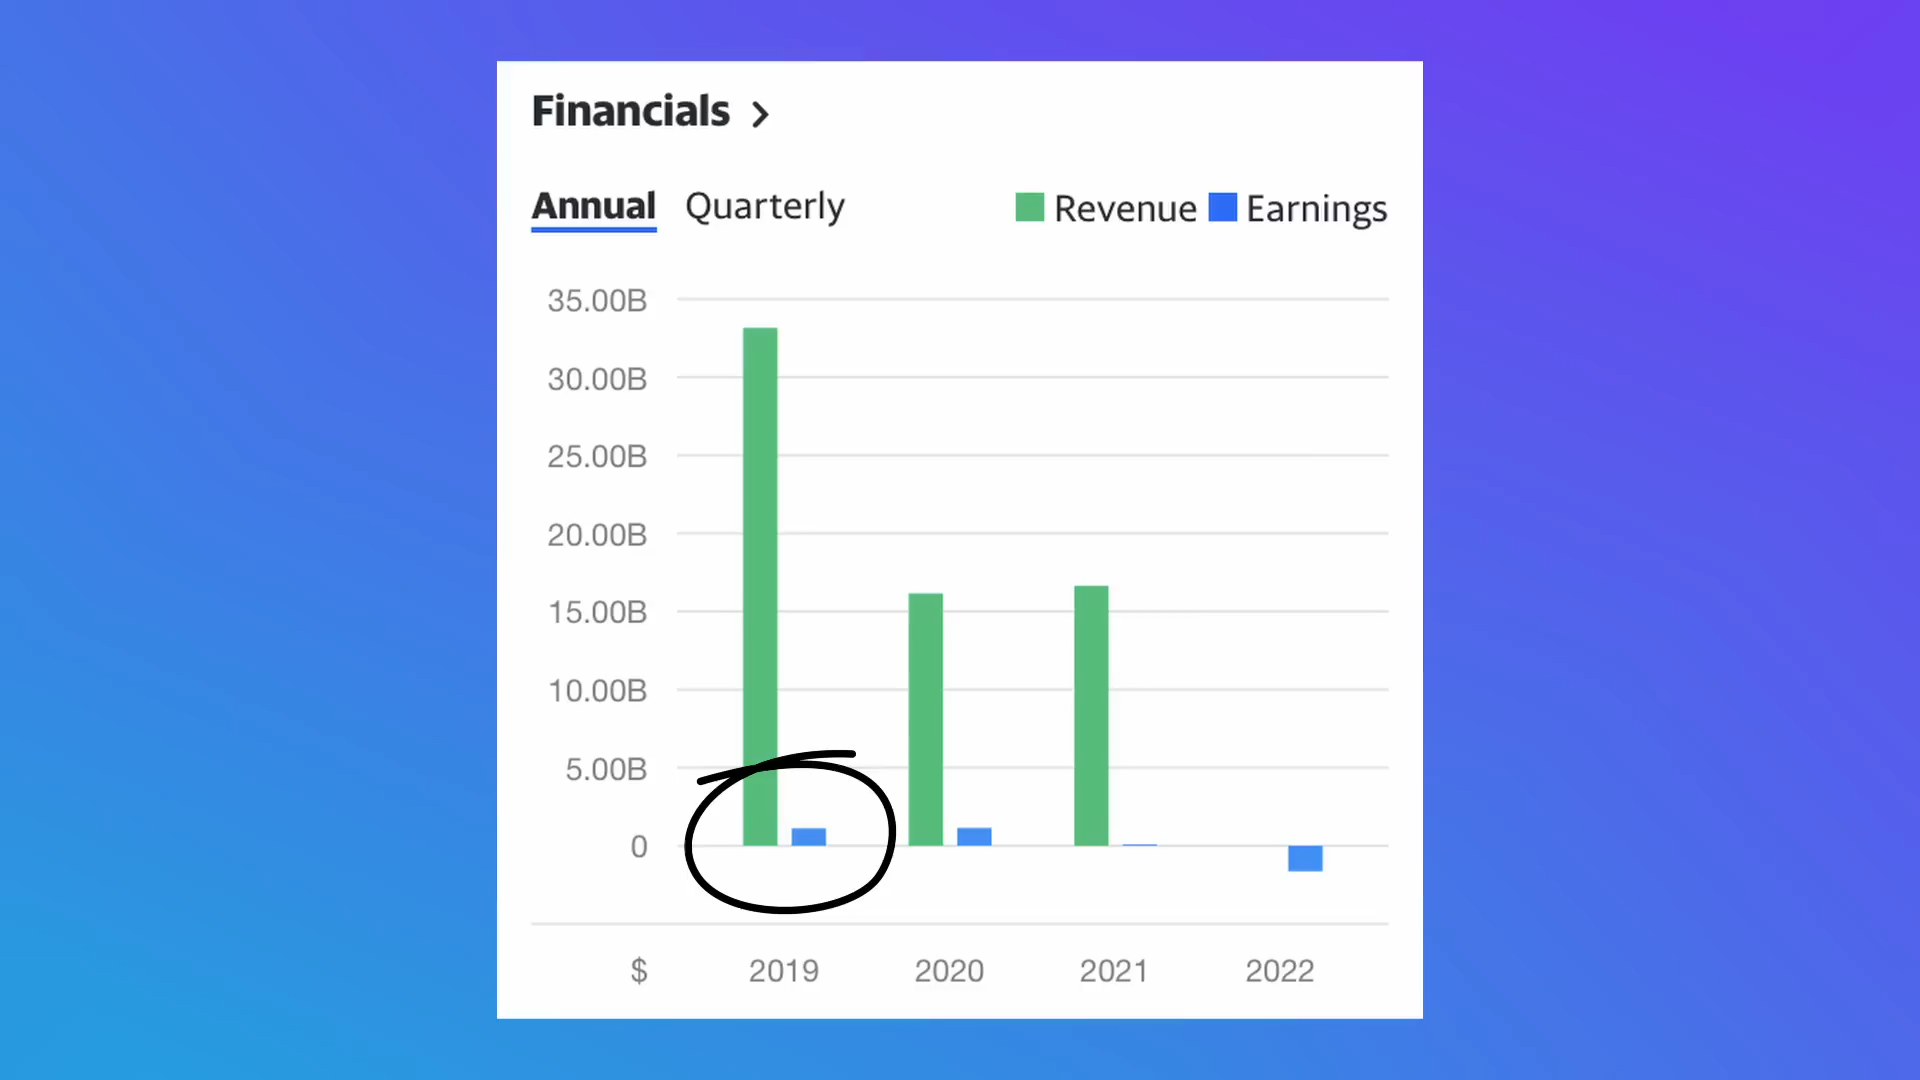 Financials >
Annual Quarterly Revenue Earnings
35.00B
30.00B
25.00B
20.00B
15.00B
10.00B
5.00B
0
$ 2019 2020 2021 2022